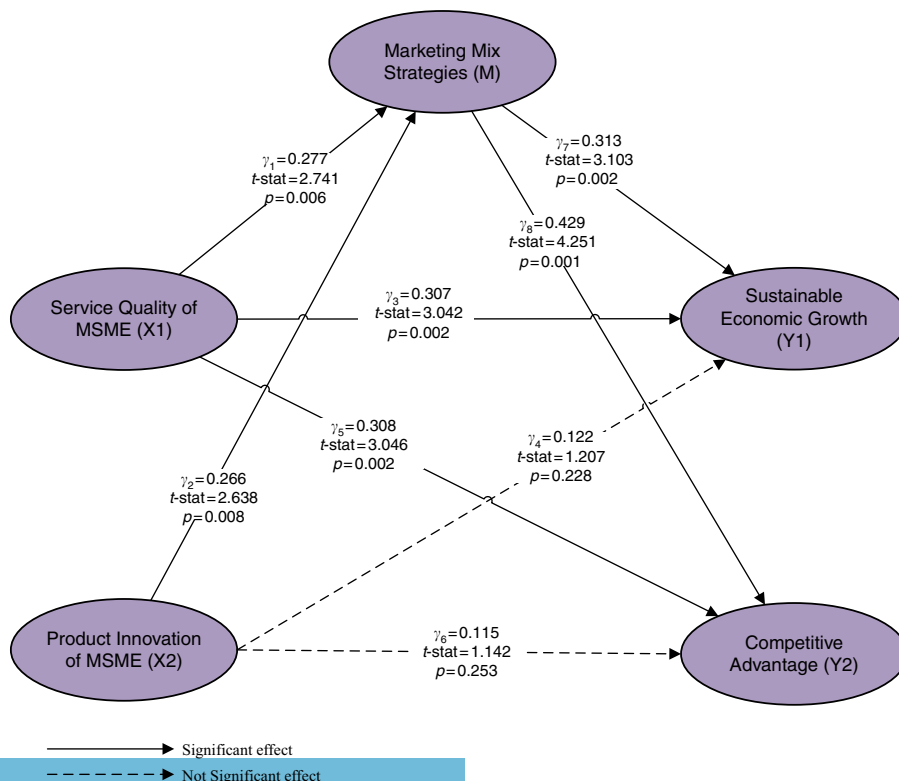 Marketing Mix
Strategies (M)
γ1=0.277
t-stat=2.741
p=0.006
γ7=0.313
t-stat=3.103
p=0.002
γ8=0.429
t-stat=4.251
p=0.001
Service Quality of
MSME (X1)
γ3=0.307
t-stat=3.042
p=0.002
Sustainable
Economic Growth
(Y1)
γ5=0.308
t-stat=3.046
p=0.002
γ4=0.122
t-stat=1.207
p=0.228
γ2=0.266
t-stat=2.638
p=0.008
Product Innovation
of MSME (X2)
γ6=0.115
t-stat=1.142
p=0.253
Competitive
Advantage (Y2)
Significant effect
Not Significant effect